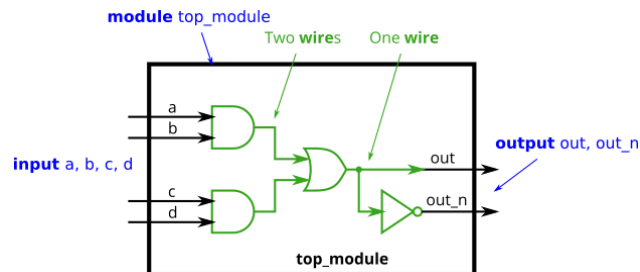 module top_module
Two wires
One wire
a
b
input a, b, c, d
c
d
out
output out, out_n
out_n
top_module